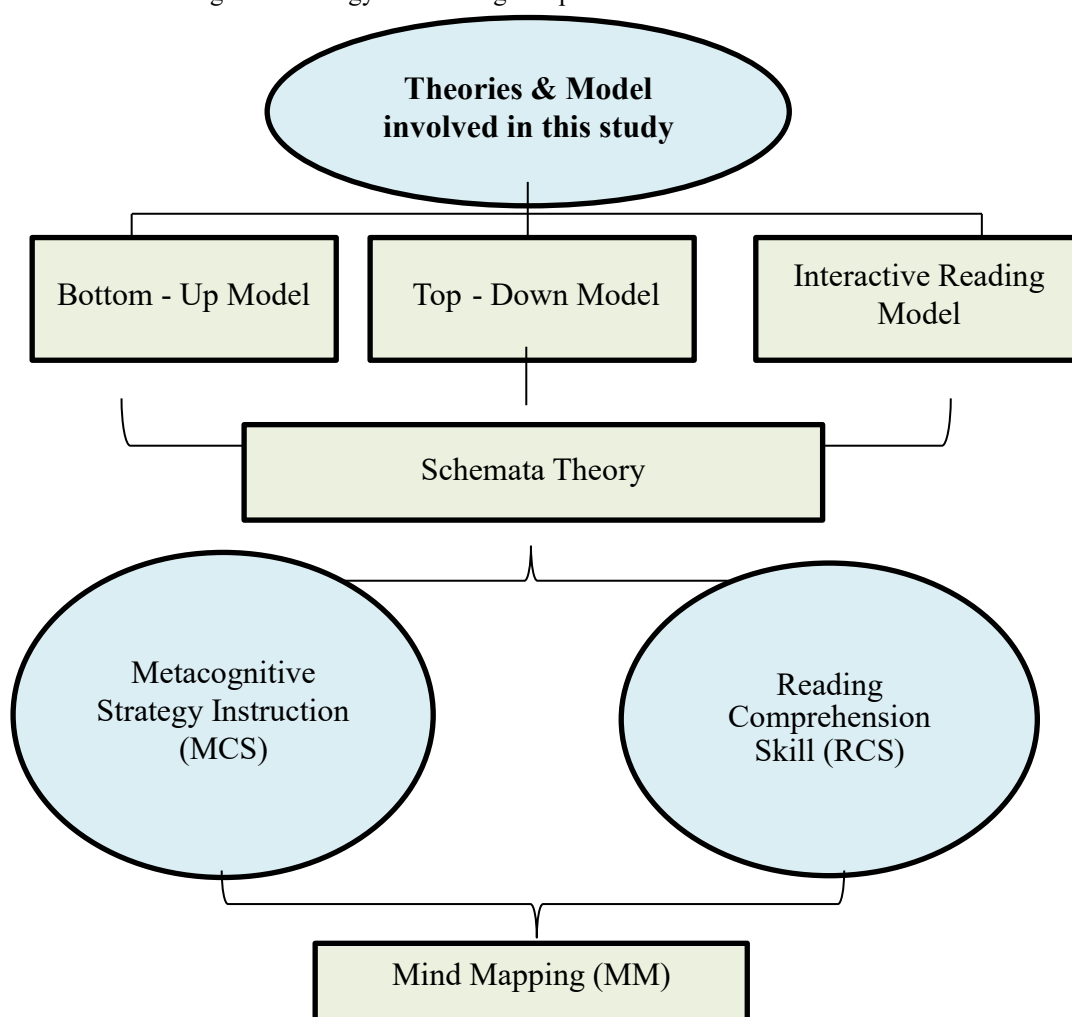 Theories & Model
involved in this study
Bottom - Up Model
Top - Down Model
Interactive Reading
Model
Schemata Theory
Metacognitive
Strategy Instruction
(MCS)
Reading
Comprehension
Skill (RCS)
Mind Mapping (MM)